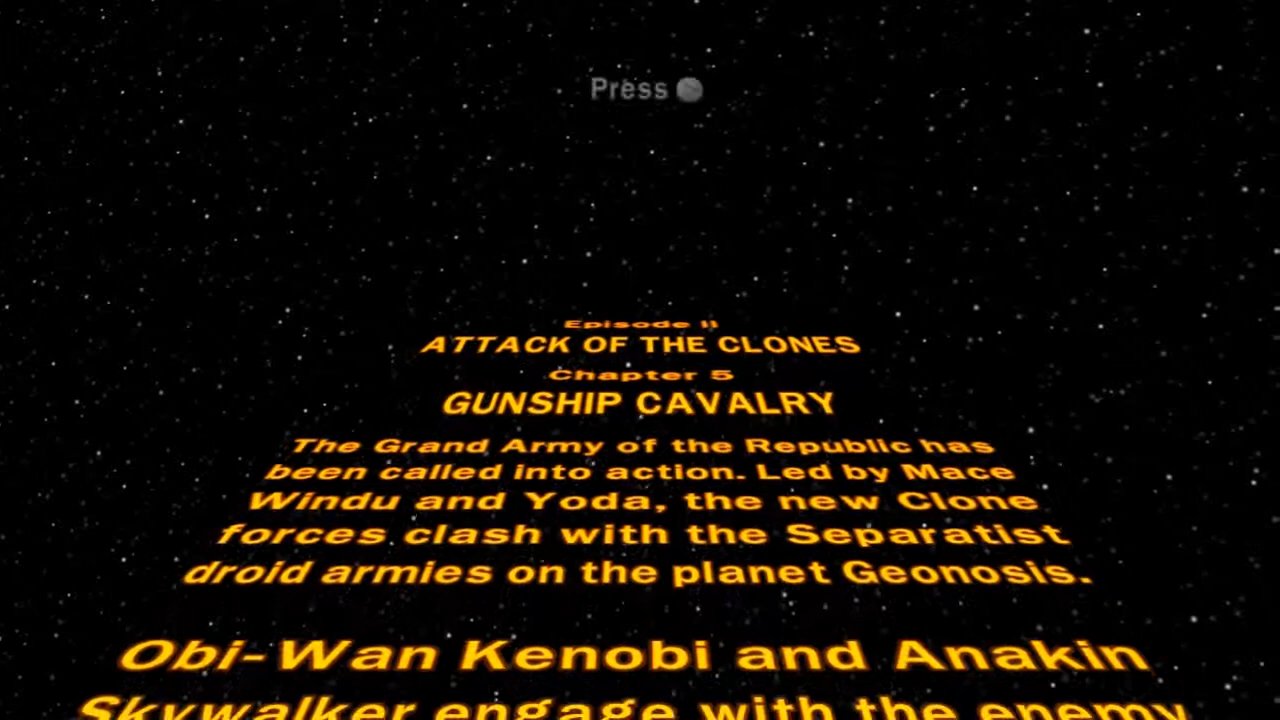 Press
Episode II
ATTACK OF THE CLONES
Chapter 5
GUNSHIP CAVALRY
The Grand Army of the Republic has
been called into action. Led by Mace
Windu and Yoda, the new Clone
forces clash with the Separatist
droid armies on the planet Geonosis.
Obi-Wan Kenobi and Anakin
Skywalker engage with the enemy